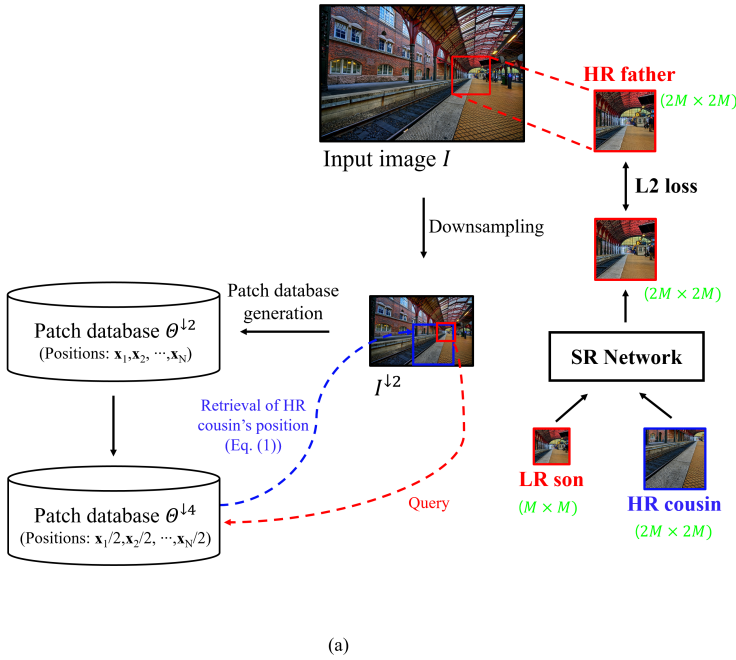 HR father
(2M × 2M)
Input image I
L2 loss
Downsampling
(2M × 2M)
Patch database
generation
Patch database Θ↓2
(Positions: x₁,x₂, ···,x_N)
I↓2
SR Network
Retrieval of HR
cousin's position
(Eq. (1))
LR son
(M × M)
HR cousin
(2M × 2M)
Query
Patch database Θ↓4
(Positions: x₁/2,x₂/2, ···,x_N/2)
(a)